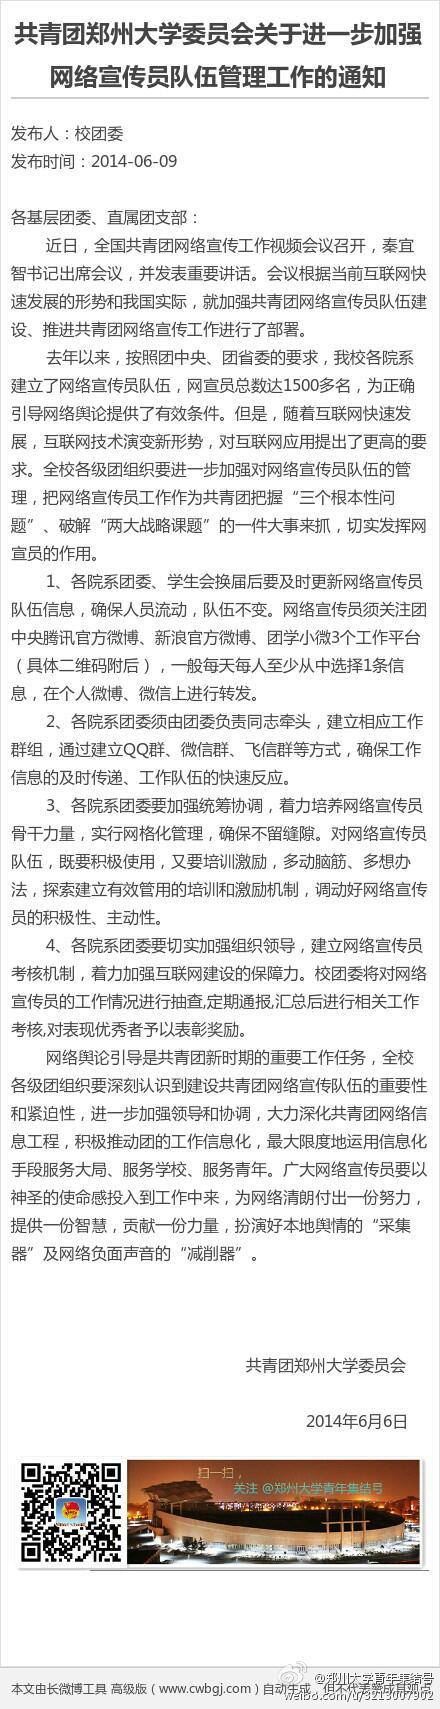 共青团郑州大学委员会关于进一步加强
网络宣传员队伍管理工作的通知
发布人：校团委
发布时间：2014-06-09
各基层团委、直属团支部：
近日，全国共青团网络宣传工作视频会议召开，秦宜
智书记出席会议，并发表重要讲话。会议根据当前互联网快
速发展的形势和我国实际，就加强共青团网络宣传员队伍建
设、推进共青团网络宣传工作进行了部署。
去年以来，按照团中央、团省委的要求，我校各院系
建立了网络宣传员队伍，网宣员总数达1500多名，为正确
引导网络舆论提供了有效条件。但是，随着互联网快速发
展，互联网技术演变新形势，对互联网应用提出了更高的要
求。全校各级团组织要进一步加强对网络宣传员队伍的管
理，把网络宣传员工作作为共青团把握“三个根本性问
题”、破解“两大战略课题”的一件大事来抓，切实发挥网
宣员的作用。
1、各院系团委、学生会换届后要及时更新网络宣传员
队伍信息，确保人员流动，队伍不变。网络宣传员须关注团
中央腾讯官方微博、新浪官方微博、团学小微3个工作平台
（具体二维码附后），一般每天每人至少从中选择1条信
息，在个人微博、微信上进行转发。
2、各院系团委须由团委负责同志牵头，建立相应工作
群组，通过建立QQ群、微信群、飞信群等方式，确保工作
信息的及时传递、工作队伍的快速反应。
3、各院系团委要加强统筹协调，着力培养网络宣传员
骨干力量，实行网格化管理，确保不留缝隙。对网络宣传员
队伍，既要积极使用，又要培训激励，多动脑筋、多想办
法，探索建立有效管用的培训和激励机制，调动好网络宣传
员的积极性、主动性。
4、各院系团委要切实加强组织领导，建立网络宣传员
考核机制，着力加强互联网建设的保障力。校团委将对网络
宣传员的工作情况进行抽查,定期通报,汇总后进行相关工作
考核,对表现优秀者予以表彰奖励。
网络舆论引导是共青团新时期的重要工作任务，全校
各级团组织要深刻认识到建设共青团网络宣传队伍的重要性
和紧迫性，进一步加强领导和协调，大力深化共青团网络信
息工程，积极推动团的工作信息化，最大限度地运用信息化
手段服务大局、服务学校、服务青年。广大网络宣传员要以
神圣的使命感投入到工作中来，为网络清朗付出一份努力，
提供一份智慧，贡献一份力量，扮演好本地舆情的“采集
器”及网络负面声音的“减削器”。
共青团郑州大学委员会
2014年6月6日
扫一扫，
关注 @郑州大学青年集结号
@郑州大学青年集结号
本文由长微博工具 高级版（www.cwbgj.com）自动生成，但不代表赞成其观点
weibo.com/u/3213007902